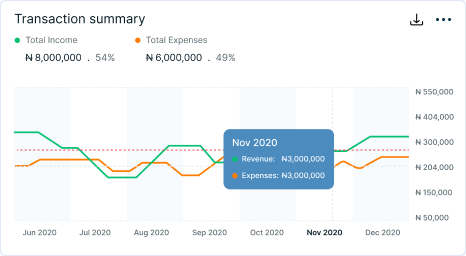 Transaction summary
Total Income
Total Expenses
₦ 8,000,000 . 54%
₦ 6,000,000 . 49%
₦ 550,000
₦ 404,000
₦ 300,000
₦ 204,000
₦ 150,000
₦ 50,000
Nov 2020
Revenue: ₦3,000,000
Expenses: ₦3,000,000
Jun 2020
Jul 2020
Aug 2020
Sep 2020
Oct 2020
Nov 2020
Dec 2020